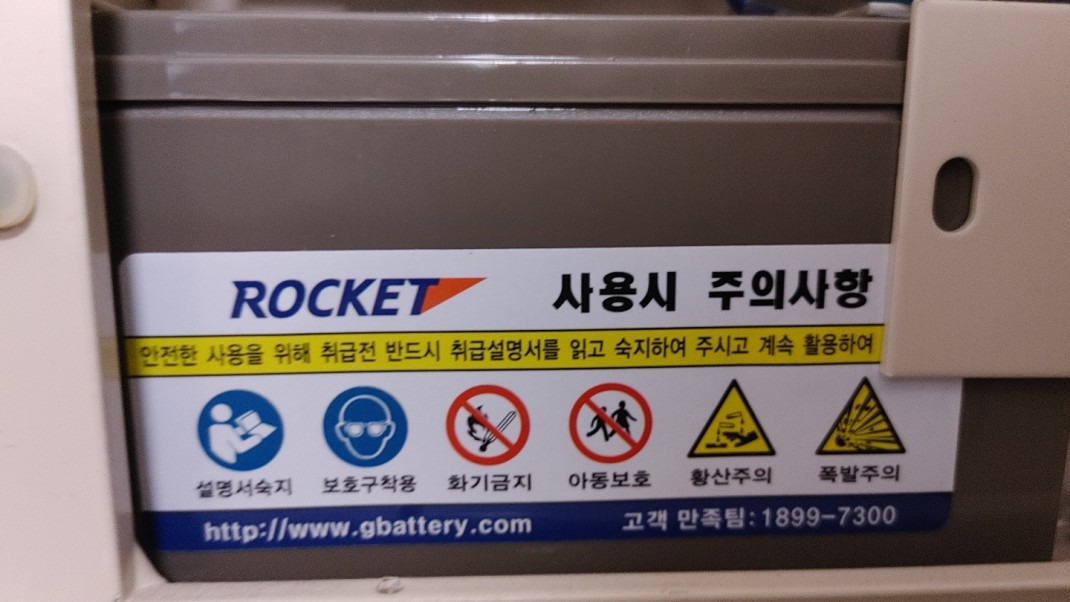 ROCKET 사용시 주의사항
안전한 사용을 위해 취급전 반드시 취급설명서를 읽고 숙지하여 주시고 계속 활용하여
설명서숙지 보호구착용 화기금지 아동보호 황산주의 폭발주의
http://www.gbattery.com 고객 만족팀:1899-7300